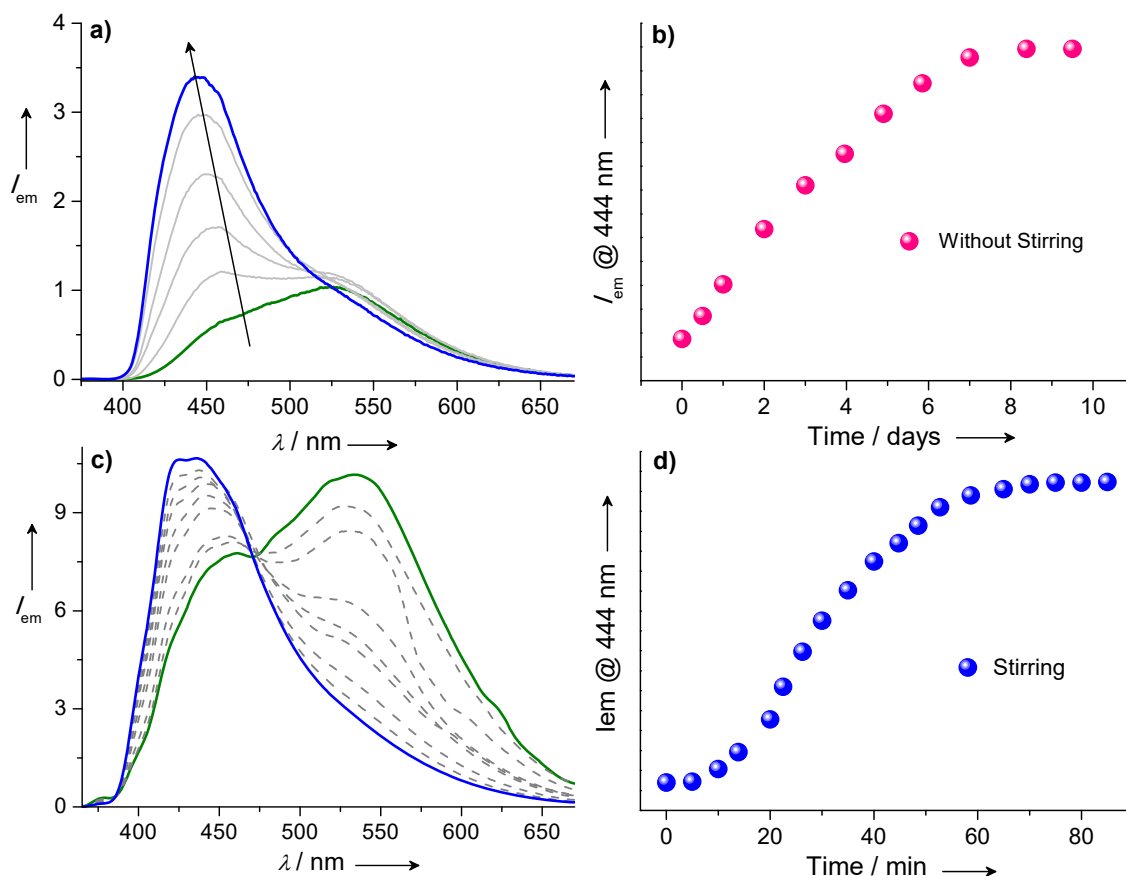 a)
4
3
2
1
0
I em
400 450 500 550 600 650
λ / nm
b)
I em @ 444 nm
Without Stirring
0 2 4 6 8 10
Time / days
c)
9
6
3
0
I em
400 450 500 550 600 650
λ / nm
d)
Iem @ 444 nm
Stirring
0 20 40 60 80
Time / min